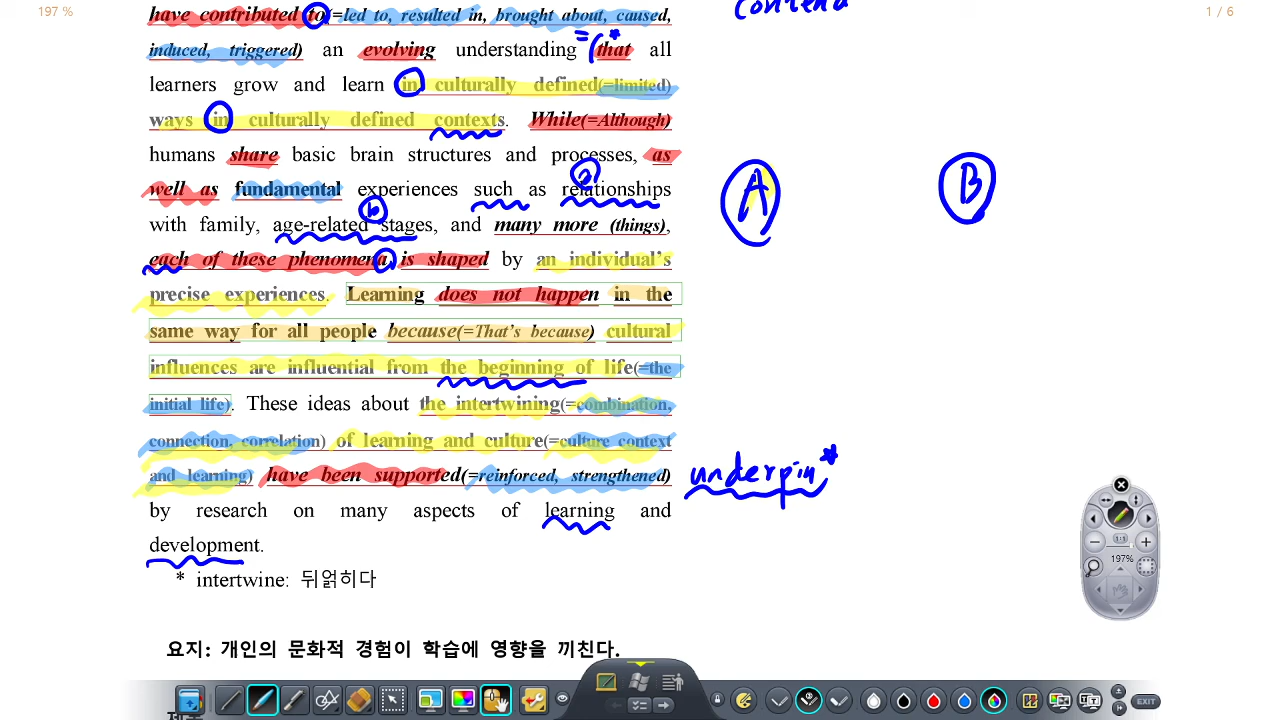 197 %
1 / 6
contend
have contributed to(=led to, resulted in, brought about, caused,
induced, triggered) an evolving understanding (that all
learners grow and learn in culturally defined(=limited)
ways in culturally defined contexts. While(=Although)
humans share basic brain structures and processes, as
well as fundamental experiences such as relationships
with family, age-related stages, and many more (things),
each of these phenomena is shaped by an individual's
precise experiences. Learning does not happen in the
same way for all people because(=That's because) cultural
influences are influential from the beginning of life(=the
initial life). These ideas about the intertwining(=combination,
connection, correlation) of learning and culture(=culture context
and learning) have been supported(=reinforced, strengthened)
by research on many aspects of learning and
development.
* intertwine: 뒤얽히다
A
B
underpin*
요지: 개인의 문화적 경험이 학습에 영향을 끼친다.
1:1
197%
EXIT